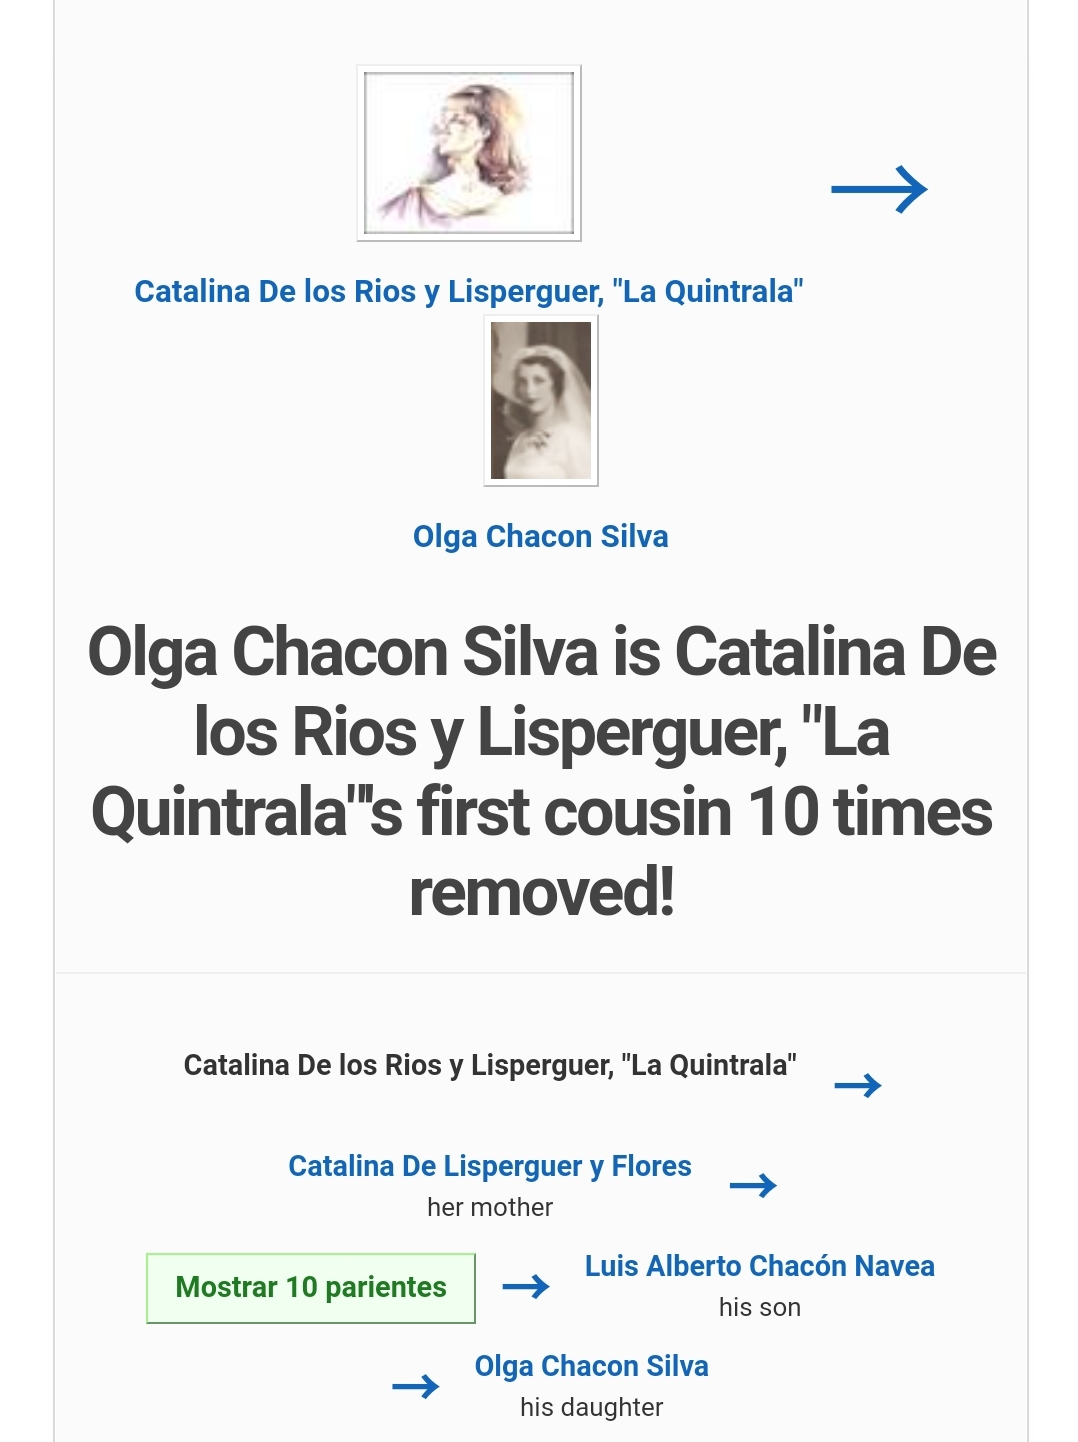 Catalina De los Rios y Lisperguer, "La Quintrala"
Olga Chacon Silva
Olga Chacon Silva is Catalina De
los Rios y Lisperguer, "La
Quintrala"'s first cousin 10 times
removed!
Catalina De los Rios y Lisperguer, "La Quintrala"
Catalina De Lisperguer y Flores
her mother
Mostrar 10 parientes
Luis Alberto Chacón Navea
his son
Olga Chacon Silva
his daughter